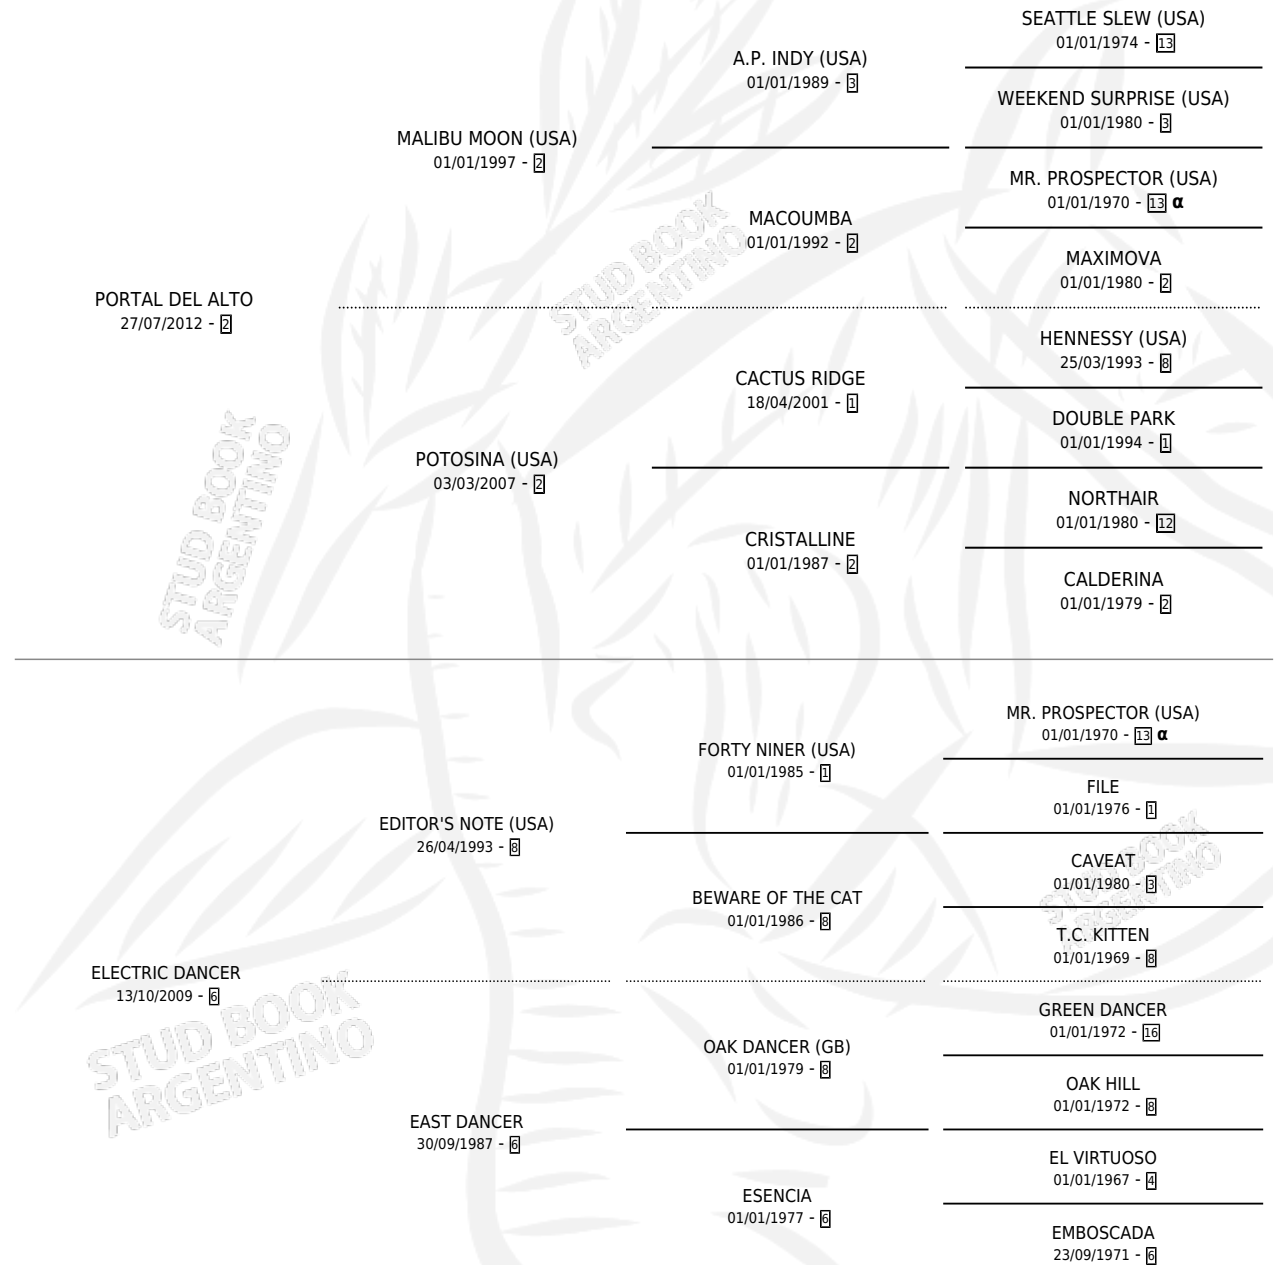 SEATTLE SLEW (USA)
01/01/1974 - 13
A.P. INDY (USA)
01/01/1989 - 3
WEEKEND SURPRISE (USA)
01/01/1980 - 3
MALIBU MOON (USA)
01/01/1997 - 2
MR. PROSPECTOR (USA)
01/01/1970 - 13 α
MACOUMBA
01/01/1992 - 2
MAXIMOVA
01/01/1980 - 2
PORTAL DEL ALTO
27/07/2012 - 2
HENNESSY (USA)
25/03/1993 - 8
CACTUS RIDGE
18/04/2001 - 1
DOUBLE PARK
01/01/1994 - 1
POTOSINA (USA)
03/03/2007 - 2
NORTHAIR
01/01/1980 - 12
CRISTALLINE
01/01/1987 - 2
CALDERINA
01/01/1979 - 2
MR. PROSPECTOR (USA)
01/01/1970 - 13 α
FORTY NINER (USA)
01/01/1985 - 1
FILE
01/01/1976 - 1
EDITOR'S NOTE (USA)
26/04/1993 - 8
CAVEAT
01/01/1980 - 3
BEWARE OF THE CAT
01/01/1986 - 8
T.C. KITTEN
01/01/1969 - 8
ELECTRIC DANCER
13/10/2009 - 6
GREEN DANCER
01/01/1972 - 16
OAK DANCER (GB)
01/01/1979 - 8
OAK HILL
01/01/1972 - 8
EAST DANCER
30/09/1987 - 6
EL VIRTUOSO
01/01/1967 - 4
ESENCIA
01/01/1977 - 6
EMBOSCADA
23/09/1971 - 6
STUD BOOK
ARGENTINO
STUD BOOK
ARGENTINO
STUD BOOK
ARGENTINO
STUD BOOK
ARGENTINO